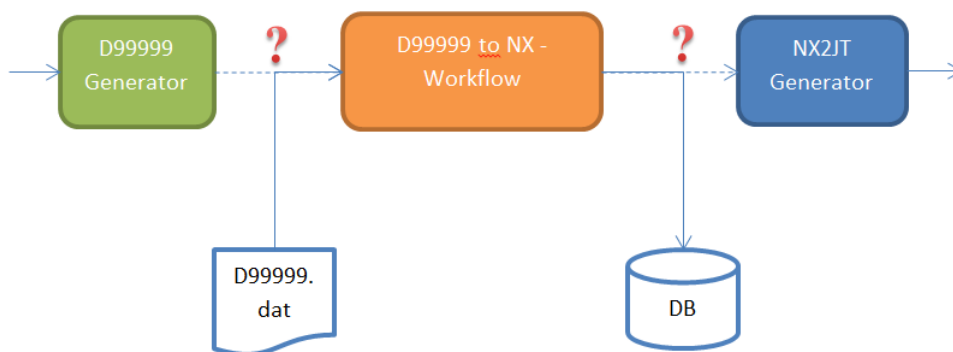 D99999
Generator
?
D99999 to NX -
Workflow
?
NX2JT
Generator
D99999.
dat
DB